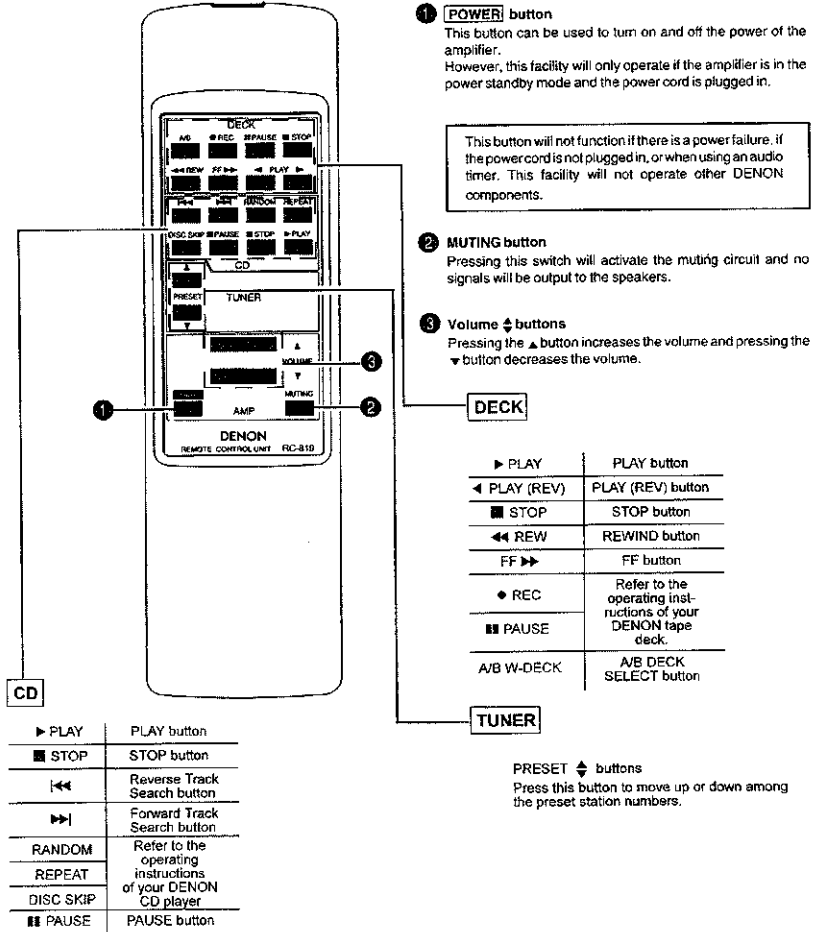 ❶ POWER button
This button can be used to turn on and off the power of the
amplifier.
However, this facility will only operate if the amplifier is in the
power standby mode and the power cord is plugged in.
This button will not function if there is a power failure, if
the power cord is not plugged in, or when using an audio
timer. This facility will not operate other DENON
components.
❷ MUTING button
Pressing this switch will activate the muting circuit and no
signals will be output to the speakers.
❸ Volume ▲▼ buttons
Pressing the ▲ button increases the volume and pressing the
▼ button decreases the volume.
DECK
A/B ● REC ▮▮ PAUSE ■ STOP
◀◀ REW FF ▶▶ ◀ PLAY ▶
|◀◀ ▶▶| RANDOM REPEAT
DISC SKIP ▮▮ PAUSE ■ STOP ▶ PLAY
CD
▲
PRESET TUNER
▼
▲
VOLUME ❸
▼
MUTING
❶ AMP ❷
DENON
REMOTE CONTROL UNIT RC-819
DECK
▶ PLAY PLAY button
◀ PLAY (REV) PLAY (REV) button
■ STOP STOP button
◀◀ REW REWIND button
FF ▶▶ FF button
● REC
▮▮ PAUSE
Refer to the
operating inst-
ructions of your
DENON tape
deck.
A/B W-DECK A/B DECK
SELECT button
TUNER
PRESET ▲▼ buttons
Press this button to move up or down among
the preset station numbers.
CD
▶ PLAY PLAY button
■ STOP STOP button
|◀◀ Reverse Track
Search button
▶▶| Forward Track
Search button
RANDOM
REPEAT
DISC SKIP
Refer to the
operating
instructions
of your DENON
CD player
▮▮ PAUSE PAUSE button